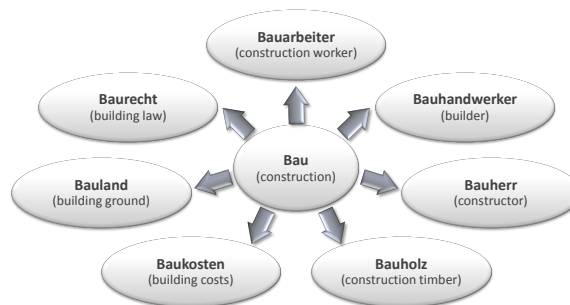 Bauarbeiter
(construction worker)
Baurecht
(building law)
Bauhandwerker
(builder)
Bau
(construction)
Bauland
(building ground)
Bauherr
(constructor)
Baukosten
(building costs)
Bauholz
(construction timber)